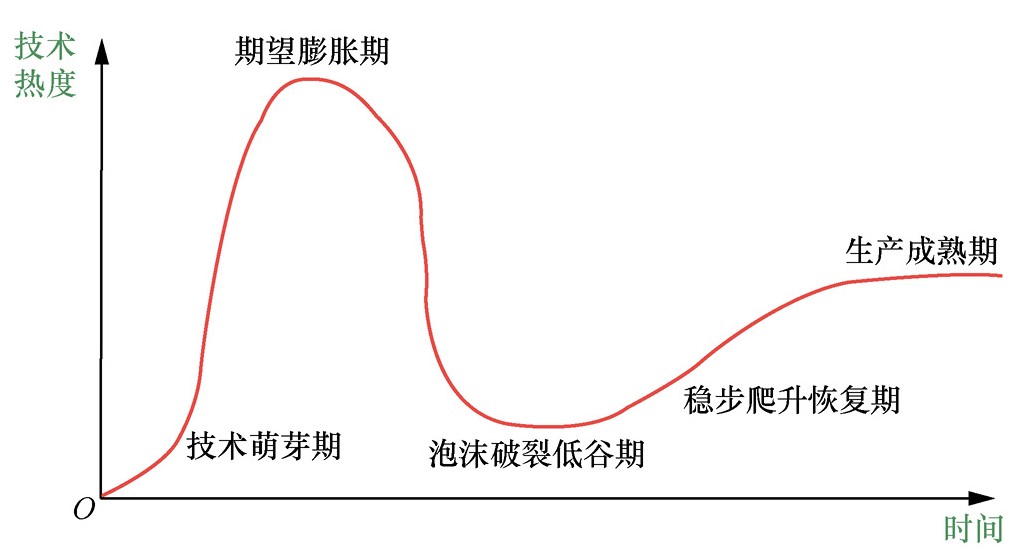 技术
热度
期望膨胀期
生产成熟期
稳步爬升恢复期
技术萌芽期
泡沫破裂低谷期
O
时间